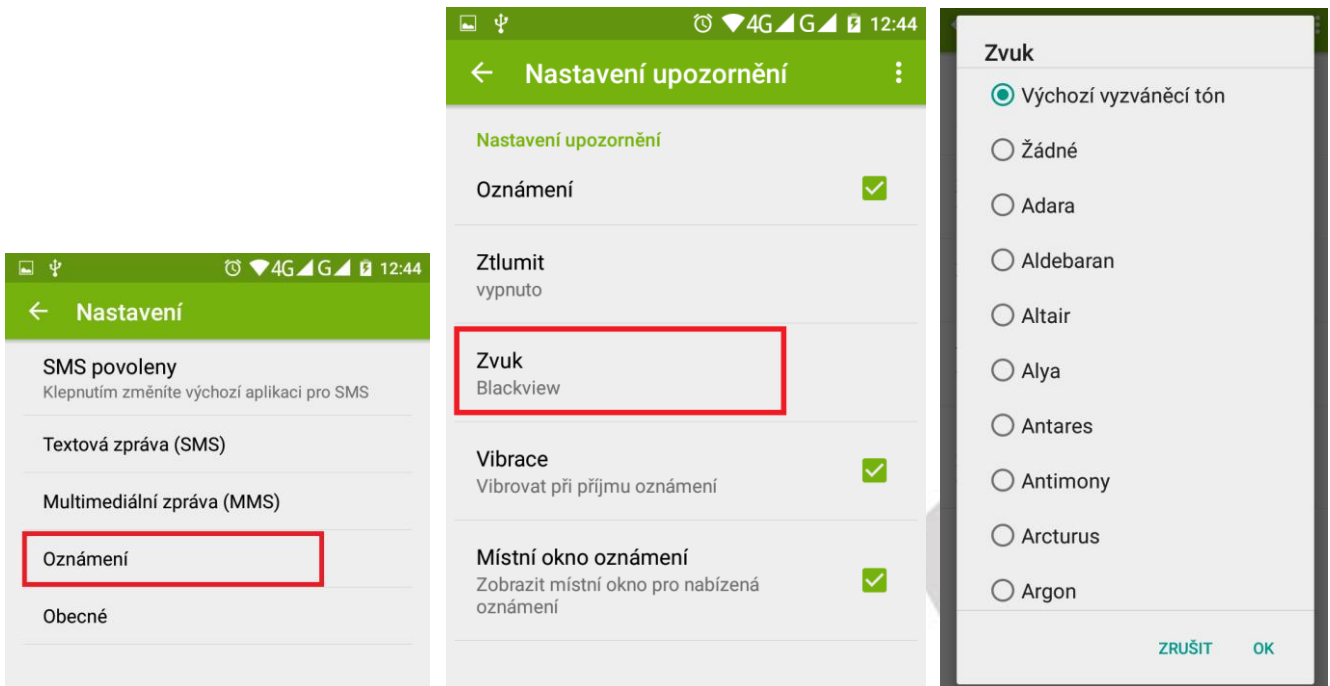 4G G 12:44
Nastavení
SMS povoleny
Klepnutím změníte výchozí aplikaci pro SMS
Textová zpráva (SMS)
Multimediální zpráva (MMS)
Oznámení
Obecné
4G G 12:44
Nastavení upozornění
Nastavení upozornění
Oznámení
Ztlumit
vypnuto
Zvuk
Blackview
Vibrace
Vibrovat při příjmu oznámení
Místní okno oznámení
Zobrazit místní okno pro nabízená
oznámení
Zvuk
Výchozí vyzváněcí tón
Žádné
Adara
Aldebaran
Altair
Alya
Antares
Antimony
Arcturus
Argon
ZRUŠIT OK